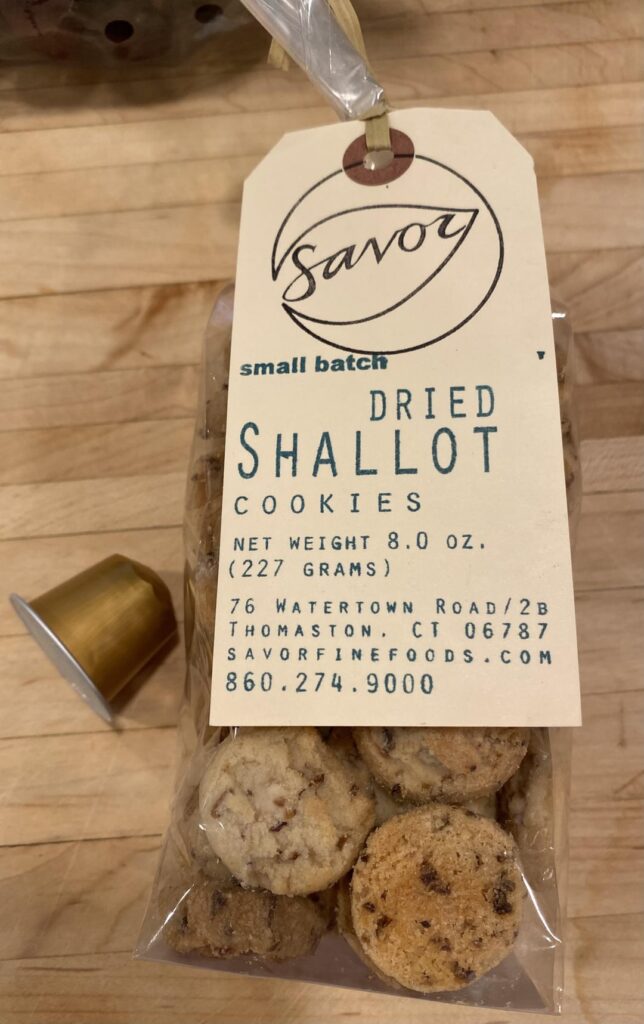 savor
small batch
DRIED
SHALLOT
COOKIES
NET WEIGHT 8.0 OZ.
(227 GRAMS)
76 WATERTOWN ROAD/2B
THOMASTON, CT 06787
SAVORFINEFOODS.COM
860.274.9000